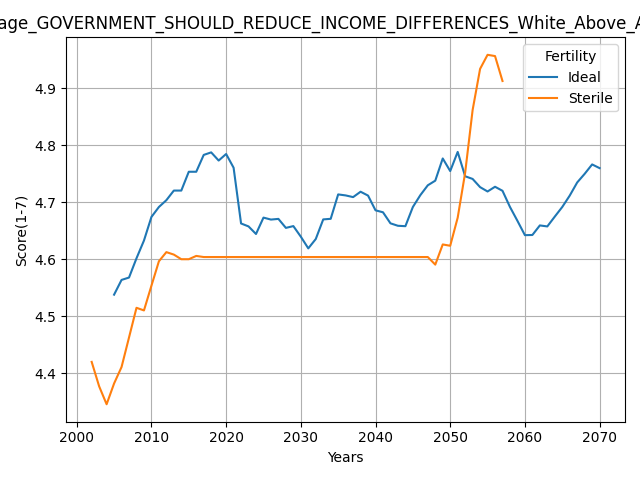 age_GOVERNMENT_SHOULD_REDUCE_INCOME_DIFFERENCES_White_Above_A
Fertility
Ideal
Sterile
Score(1-7)
4.9
4.8
4.7
4.6
4.5
4.4
2000 2010 2020 2030 2040 2050 2060 2070
Years